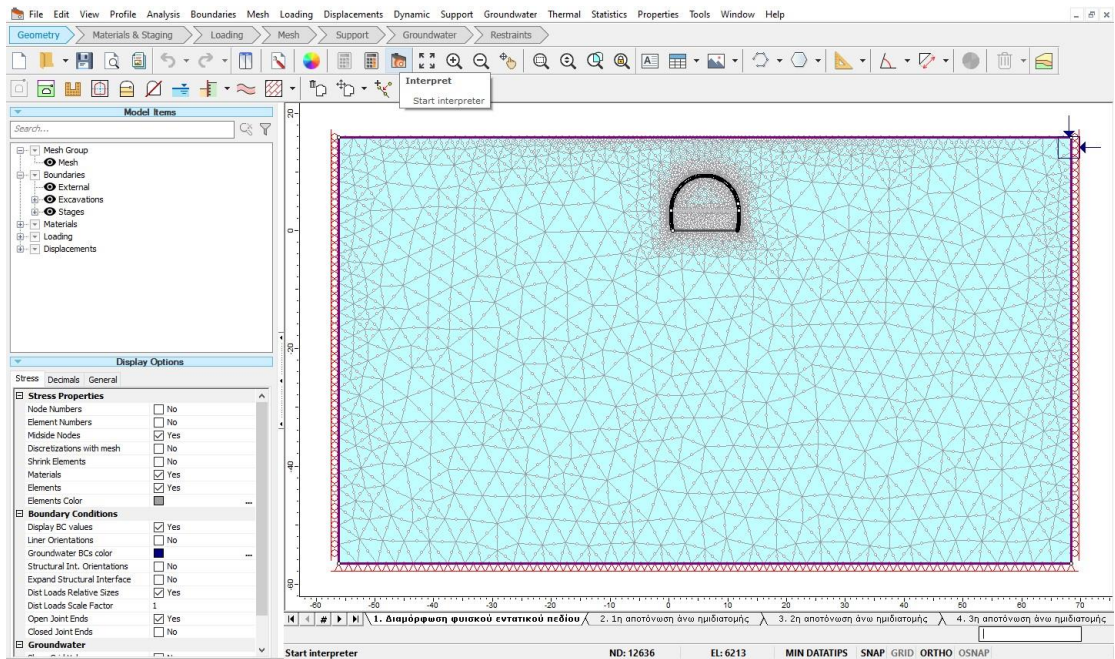 File Edit View Profile Analysis Boundaries Mesh Loading Displacements Dynamic Support Groundwater Thermal Statistics Properties Tools Window Help
Geometry Materials & Staging Loading Mesh Support Groundwater Restraints
Interpret
Start interpreter
Model Items
Search...
Mesh Group
Mesh
Boundaries
External
Excavations
Stages
Materials
Loading
Displacements
Display Options
Stress Decimals General
Stress Properties
Node Numbers No
Element Numbers No
Midside Nodes Yes
Discretizations with mesh No
Shrink Elements No
Materials Yes
Elements Yes
Elements Color ...
Boundary Conditions
Display BC values Yes
Liner Orientations No
Groundwater BCs color ...
Structural Int. Orientations No
Expand Structural Interface No
Dist Loads Relative Sizes Yes
Dist Loads Scale Factor 1
Open Joint Ends Yes
Closed Joint Ends No
Groundwater
20
0
-20
-40
-60
-60 -50 -40 -30 -20 -10 0 10 20 30 40 50 60 70
1. Διαμόρφωση φυσικού εντατικού πεδίου 2. 1η αποτόνωση άνω ημιδιατομής 3. 2η αποτόνωση άνω ημιδιατομής 4. 3η αποτόνωση άνω ημιδιατομής
Start interpreter ND: 12636 EL: 6213 MIN DATATIPS SNAP GRID ORTHO OSNAP